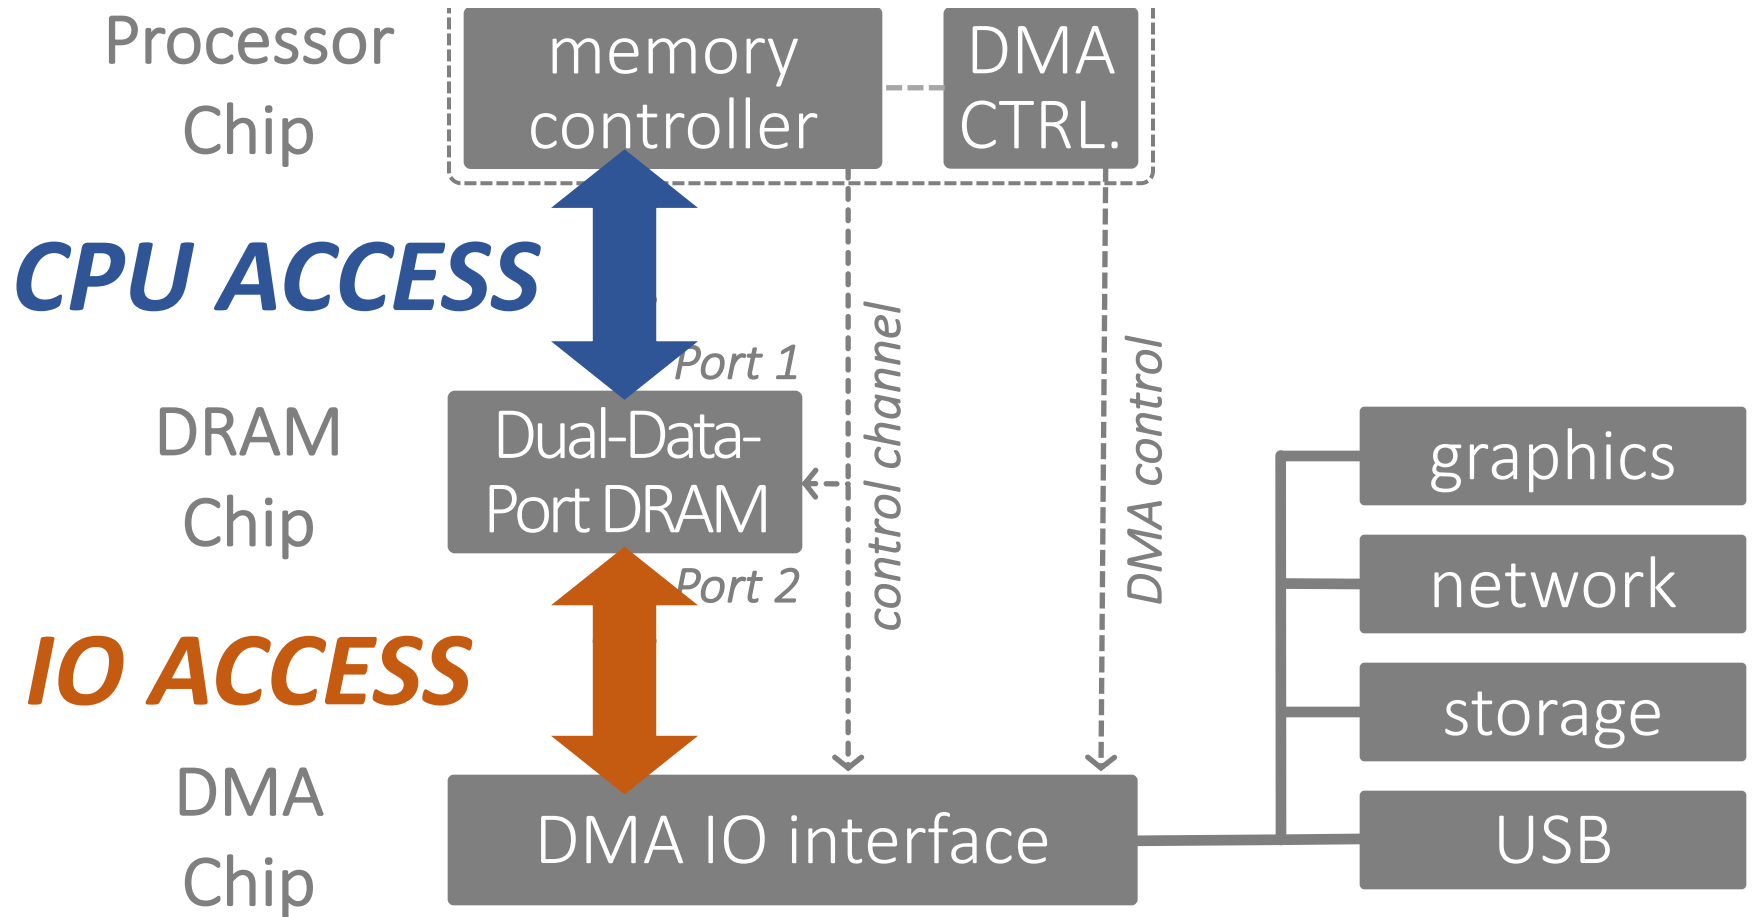 Processor
Chip
memory
controller
DMA
CTRL.
CPU ACCESS
Port 1
control channel
DMA control
DRAM
Chip
Dual-Data-
Port DRAM
Port 2
IO ACCESS
DMA
Chip
DMA IO interface
graphics
network
storage
USB